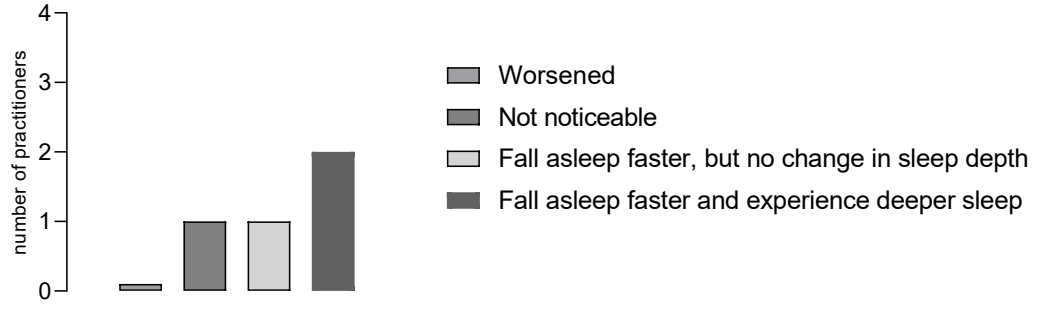 4
3
2
1
0
number of practitioners
Worsened
Not noticeable
Fall asleep faster, but no change in sleep depth
Fall asleep faster and experience deeper sleep